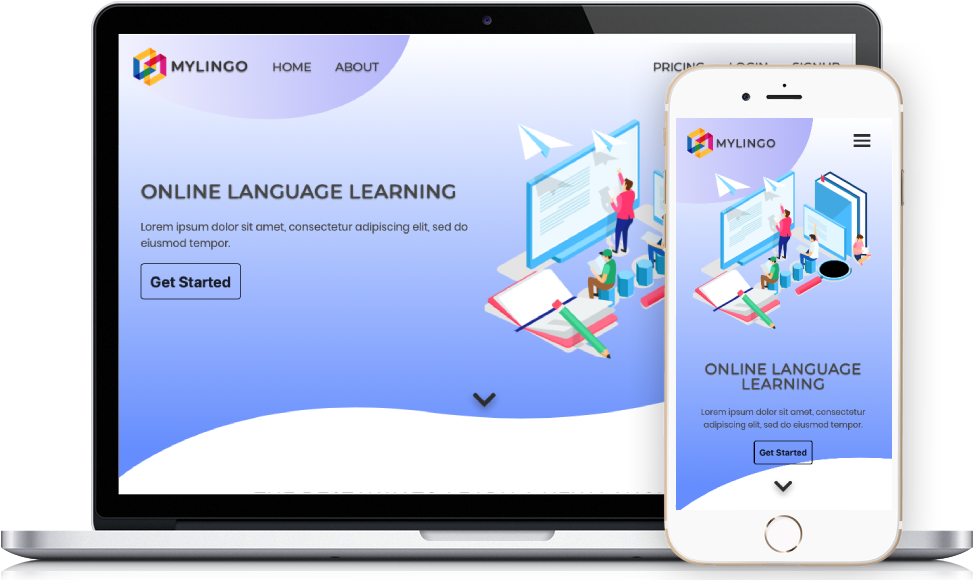 MYLINGO
HOME
ABOUT
PRICING
LOGIN
SIGNUP
ONLINE LANGUAGE LEARNING
Lorem ipsum dolor sit amet, consectetur adipiscing elit, sed do
eiusmod tempor.
Get Started
MYLINGO
ONLINE LANGUAGE
LEARNING
Lorem ipsum dolor sit amet, consectetur
adipiscing elit, sed do eiusmod tempor.
Get Started